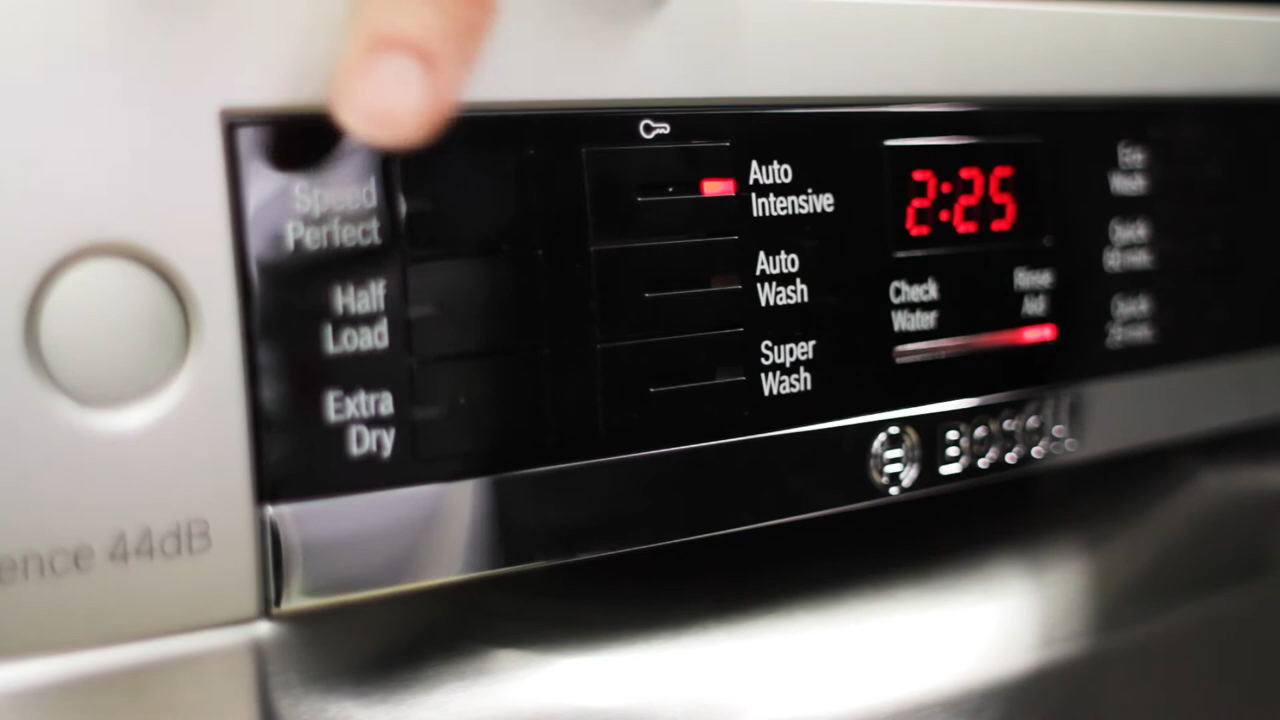 Speed
Perfect
Half
Load
Extra
Dry
Auto
Intensive
Auto
Wash
Super
Wash
2:25
Check
Water
Rinse
Aid
Eco
Wash
Quick
Quick
BOSCH
44dB